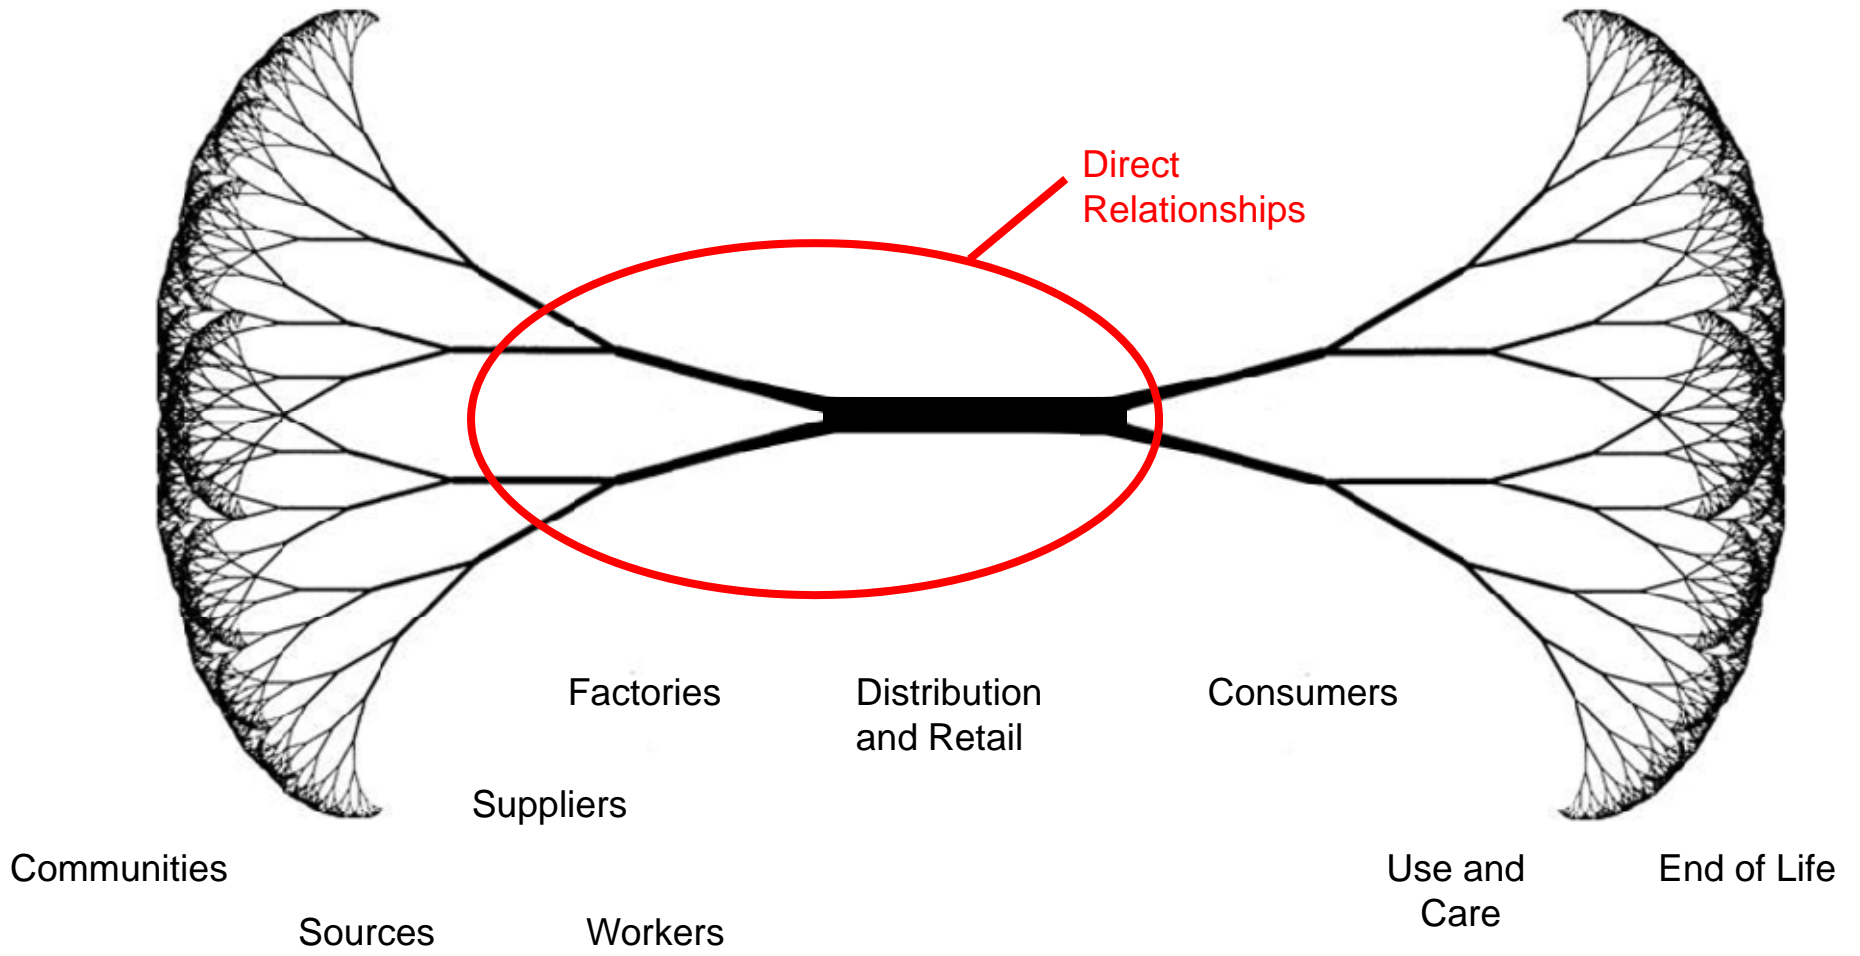 Direct
Relationships
Factories
Distribution
and Retail
Consumers
Suppliers
Communities
Use and
Care
End of Life
Sources
Workers